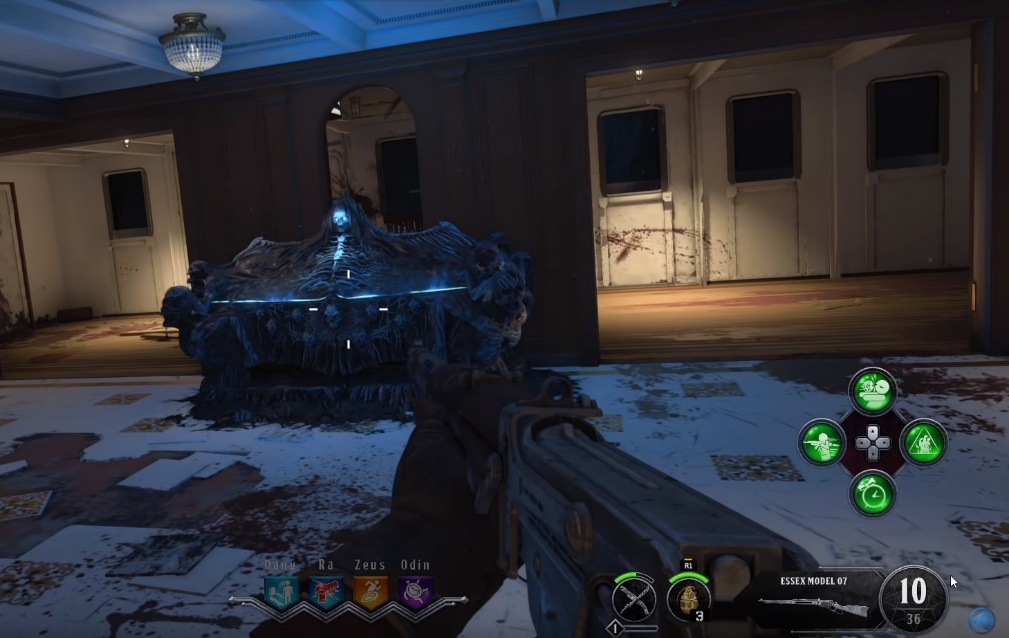 Danu Ra Zeus Odin
R1
3
1
ESSEX MODEL 07
10
36